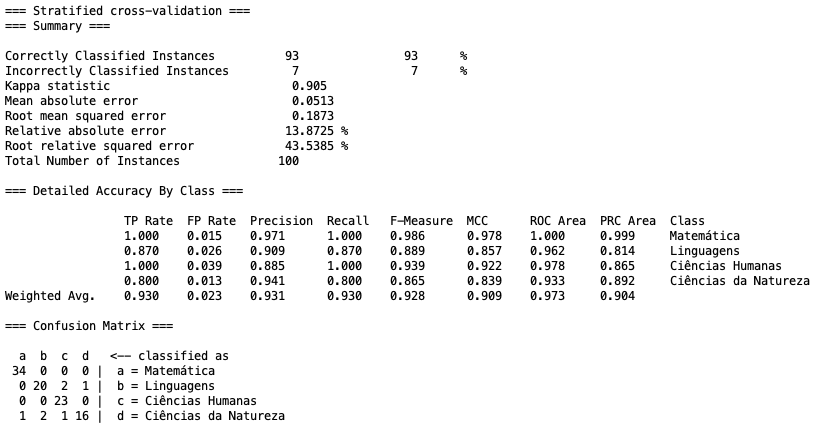 === Stratified cross-validation ===
=== Summary ===
Correctly Classified Instances 93 93 %
Incorrectly Classified Instances 7 7 %
Kappa statistic 0.905
Mean absolute error 0.0513
Root mean squared error 0.1873
Relative absolute error 13.8725 %
Root relative squared error 43.5385 %
Total Number of Instances 100
=== Detailed Accuracy By Class ===
TP Rate FP Rate Precision Recall F-Measure MCC ROC Area PRC Area Class
1.000 0.015 0.971 1.000 0.986 0.978 1.000 0.999 Matemática
0.870 0.026 0.909 0.870 0.889 0.857 0.962 0.814 Linguagens
1.000 0.039 0.885 1.000 0.939 0.922 0.978 0.865 Ciências Humanas
0.800 0.013 0.941 0.800 0.865 0.839 0.933 0.892 Ciências da Natureza
Weighted Avg. 0.930 0.023 0.931 0.930 0.928 0.909 0.973 0.904
=== Confusion Matrix ===
a b c d <-- classified as
34 0 0 0 | a = Matemática
0 20 2 1 | b = Linguagens
0 0 23 0 | c = Ciências Humanas
1 2 1 16 | d = Ciências da Natureza